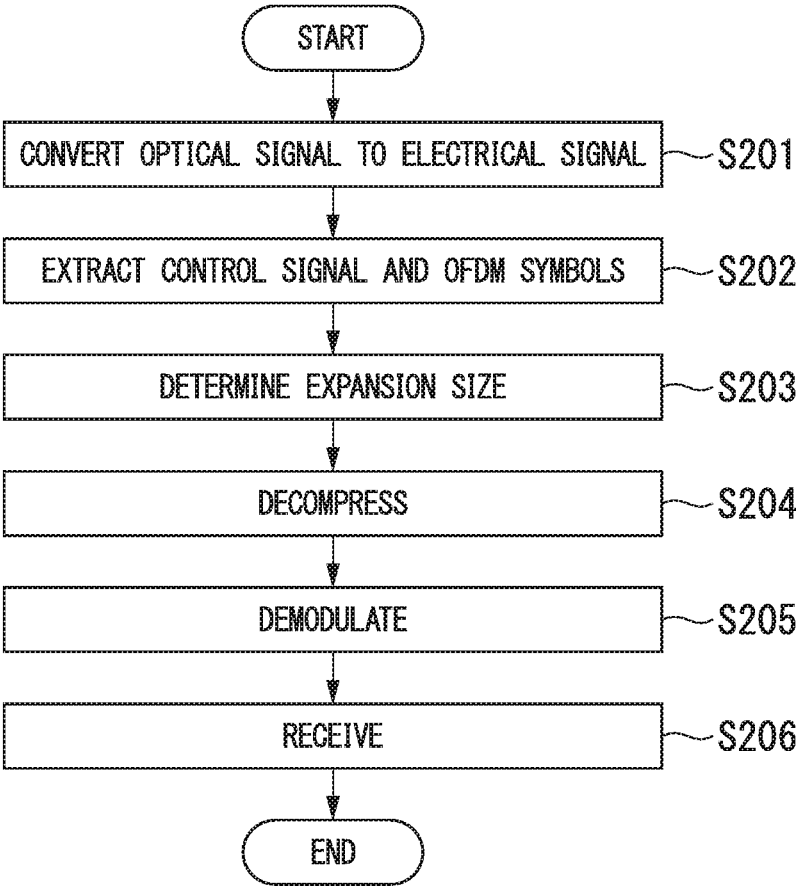 START
CONVERT OPTICAL SIGNAL TO ELECTRICAL SIGNAL S201
EXTRACT CONTROL SIGNAL AND OFDM SYMBOLS S202
DETERMINE EXPANSION SIZE S203
DECOMPRESS S204
DEMODULATE S205
RECEIVE S206
END